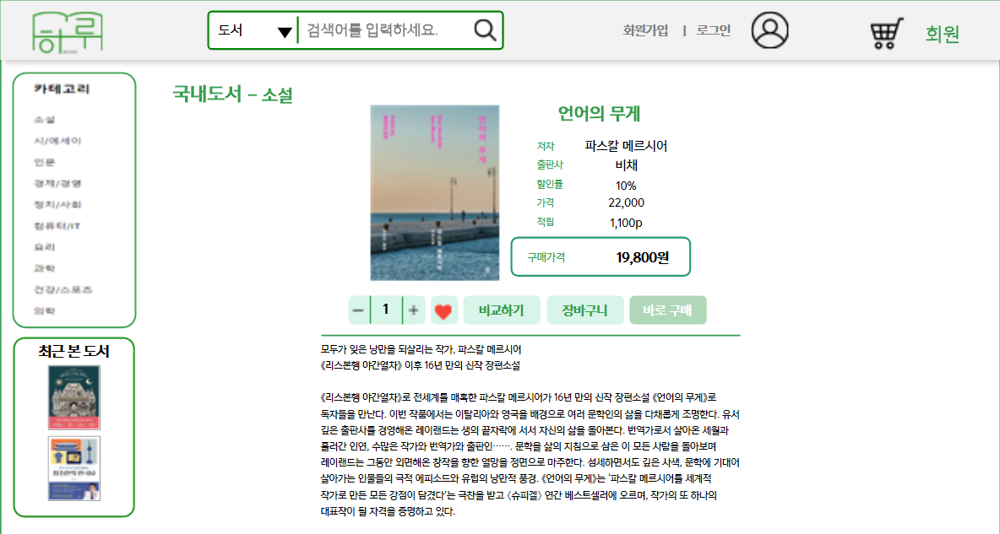 하루
BOOKS
도서
검색어를 입력하세요.
회원가입 | 로그인
회원
카테고리
소설
시/에세이
인문
경제/경영
정치/사회
컴퓨터/IT
요리
과학
건강/스포츠
의학
최근 본 도서
국내도서 - 소설
언어의 무게
언어의 무게
저자 파스칼 메르시어
출판사 비채
할인률 10%
가격 22,000
적립 1,100p
구매가격 19,800원
1
비교하기
장바구니
바로 구매
모두가 잊은 낭만을 되살리는 작가, 파스칼 메르시어
《리스본행 야간열차》 이후 16년 만의 신작 장편소설
《리스본행 야간열차》로 전세계를 매혹한 파스칼 메르시어가 16년 만의 신작 장편소설 《언어의 무게》로
독자들을 만난다. 이번 작품에서는 이탈리아와 영국을 배경으로 여러 문학인의 삶을 다채롭게 조명한다. 유서
깊은 출판사를 경영해온 레이랜드는 생의 끝자락에 서서 자신의 삶을 돌아본다. 번역가로서 살아온 세월과
흘러간 인연, 수많은 작가와 번역가와 출판인……. 문학을 삶의 지침으로 삼은 이 모든 사람을 돌아보며
레이랜드는 그동안 외면해온 창작을 향한 열망을 정면으로 마주한다. 섬세하면서도 깊은 사색, 문학에 기대어
살아가는 인물들의 극적 에피소드와 유럽의 낭만적 풍경. 《언어의 무게》는 ‘파스칼 메르시어를 세계적
작가로 만든 모든 강점이 담겼다’는 극찬을 받고 〈슈피겔〉 연간 베스트셀러에 오르며, 작가의 또 하나의
대표작이 될 자격을 증명하고 있다.